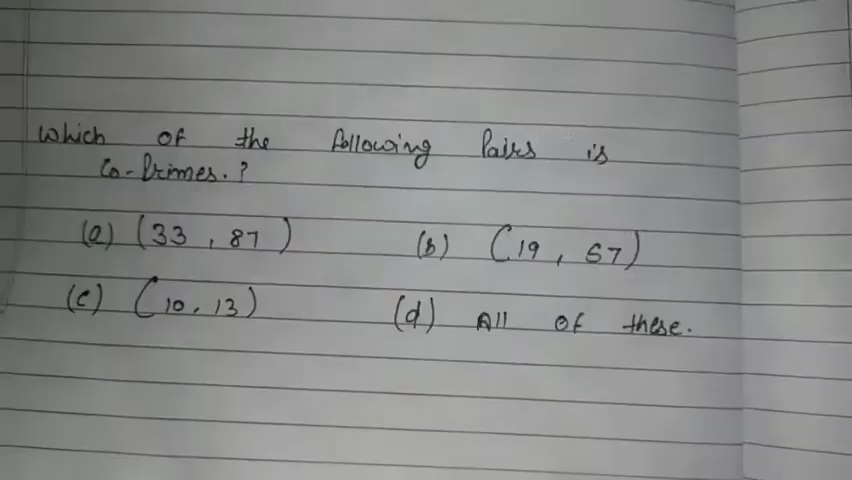 Which of the following Pairs is
Co-Primes.?
(a) (33, 87) (b) (19, 57)
(c) (10, 13) (d) All of these.